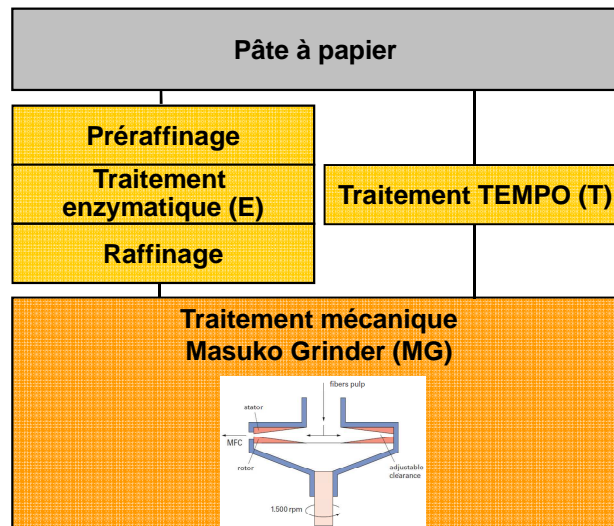 Pâte à papier
Préraffinage
Traitement
enzymatique (E)
Raffinage
Traitement TEMPO (T)
Traitement mécanique
Masuko Grinder (MG)
fibers pulp
stator
MFC
rotor
adjustable
clearance
1.500 rpm